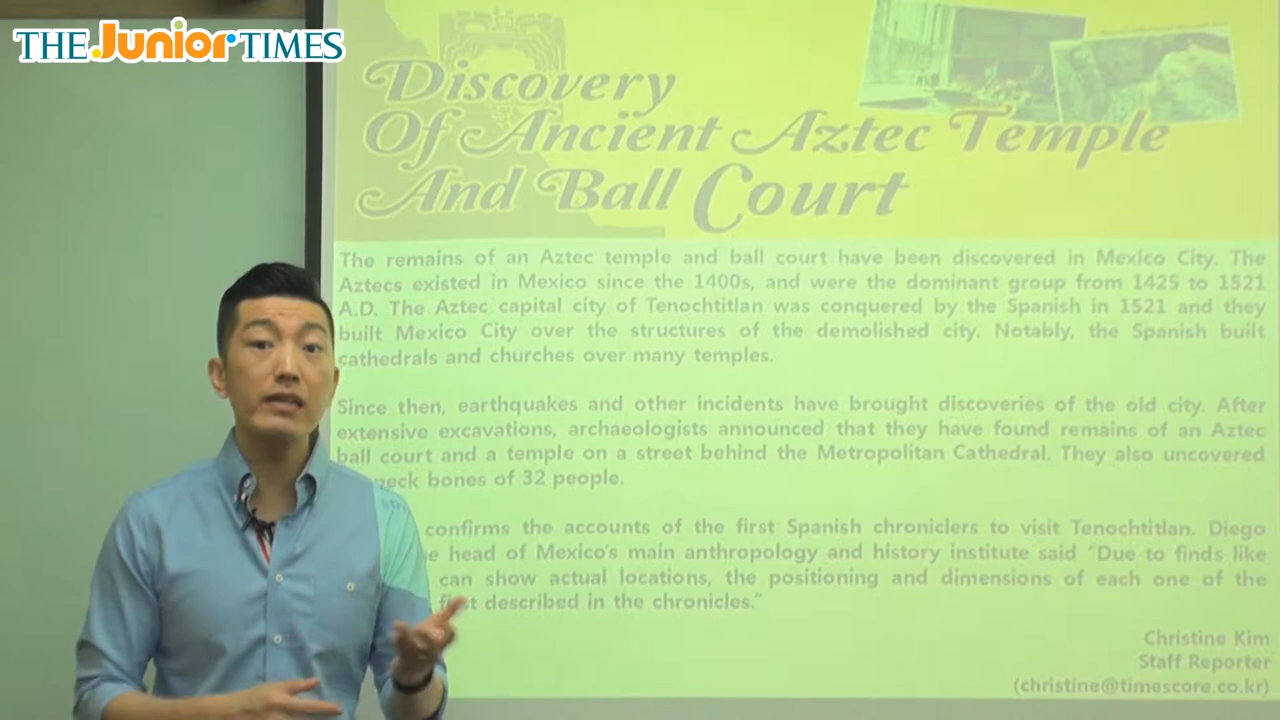 THE Junior TIMES
Discovery
Of Ancient Aztec Temple
And Ball Court
The remains of an Aztec temple and ball court have been discovered in Mexico City. The
Aztecs existed in Mexico since the 1400s, and were the dominant group from 1425 to 1521
A.D. The Aztec capital city of Tenochtitlan was conquered by the Spanish in 1521 and they
built Mexico City over the structures of the demolished city. Notably, the Spanish built
cathedrals and churches over many temples.
Since then, earthquakes and other incidents have brought discoveries of the old city. After
extensive excavations, archaeologists announced that they have found remains of an Aztec
ball court and a temple on a street behind the Metropolitan Cathedral. They also uncovered
neck bones of 32 people.
confirms the accounts of the first Spanish chroniclers to visit Tenochtitlan. Diego
head of Mexico's main anthropology and history institute said "Due to finds like
can show actual locations, the positioning and dimensions of each one of the
first described in the chronicles."
Christine Kim
Staff Reporter
(christine@timescore.co.kr)